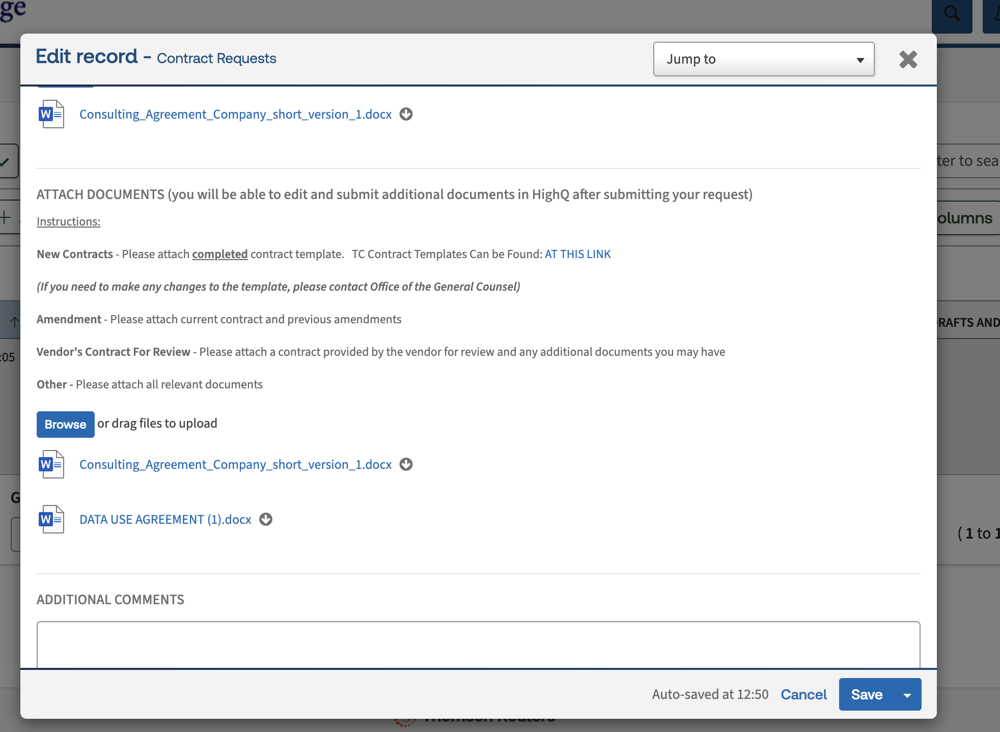 ge
Edit record - Contract Requests
Jump to
W Consulting_Agreement_Company_short_version_1.docx
ter to sea
ATTACH DOCUMENTS (you will be able to edit and submit additional documents in HighQ after submitting your request)
Instructions:
olumns
New Contracts - Please attach completed contract template. TC Contract Templates Can be Found: AT THIS LINK
(If you need to make any changes to the template, please contact Office of the General Counsel)
Amendment - Please attach current contract and previous amendments
RAFTS AND
Vendor's Contract For Review - Please attach a contract provided by the vendor for review and any additional documents you may have
:05
Other - Please attach all relevant documents
Browse or drag files to upload
W Consulting_Agreement_Company_short_version_1.docx
G
W DATA USE AGREEMENT (1).docx
( 1 to 1
ADDITIONAL COMMENTS
Auto-saved at 12:50 Cancel Save
Thomson Reuters